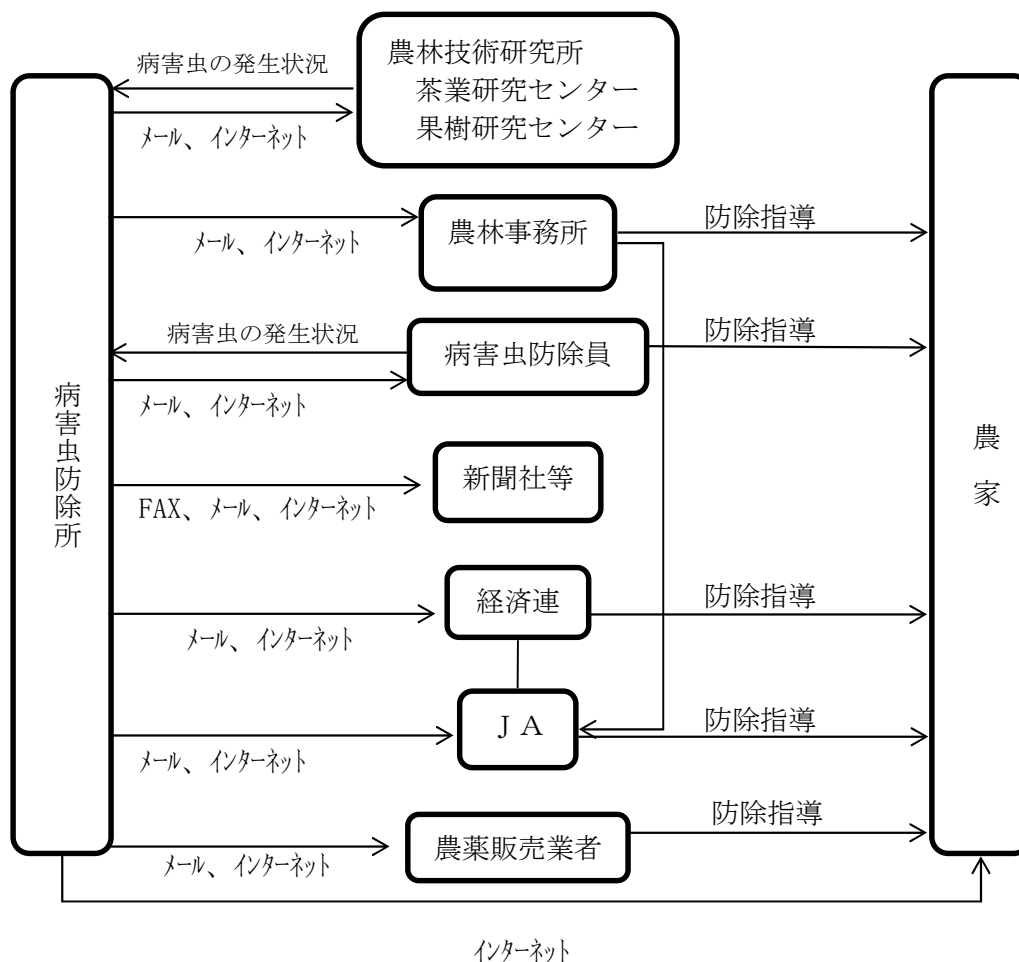 農林技術研究所
茶業研究センター
果樹研究センター
病害虫の発生状況
メール、インターネット
農林事務所
防除指導
メール、インターネット
病害虫の発生状況
病害虫防除員
防除指導
メール、インターネット
病害虫防除所
農家
新聞社等
FAX、メール、インターネット
経済連
防除指導
メール、インターネット
ＪＡ
防除指導
メール、インターネット
農薬販売業者
防除指導
メール、インターネット
インターネット